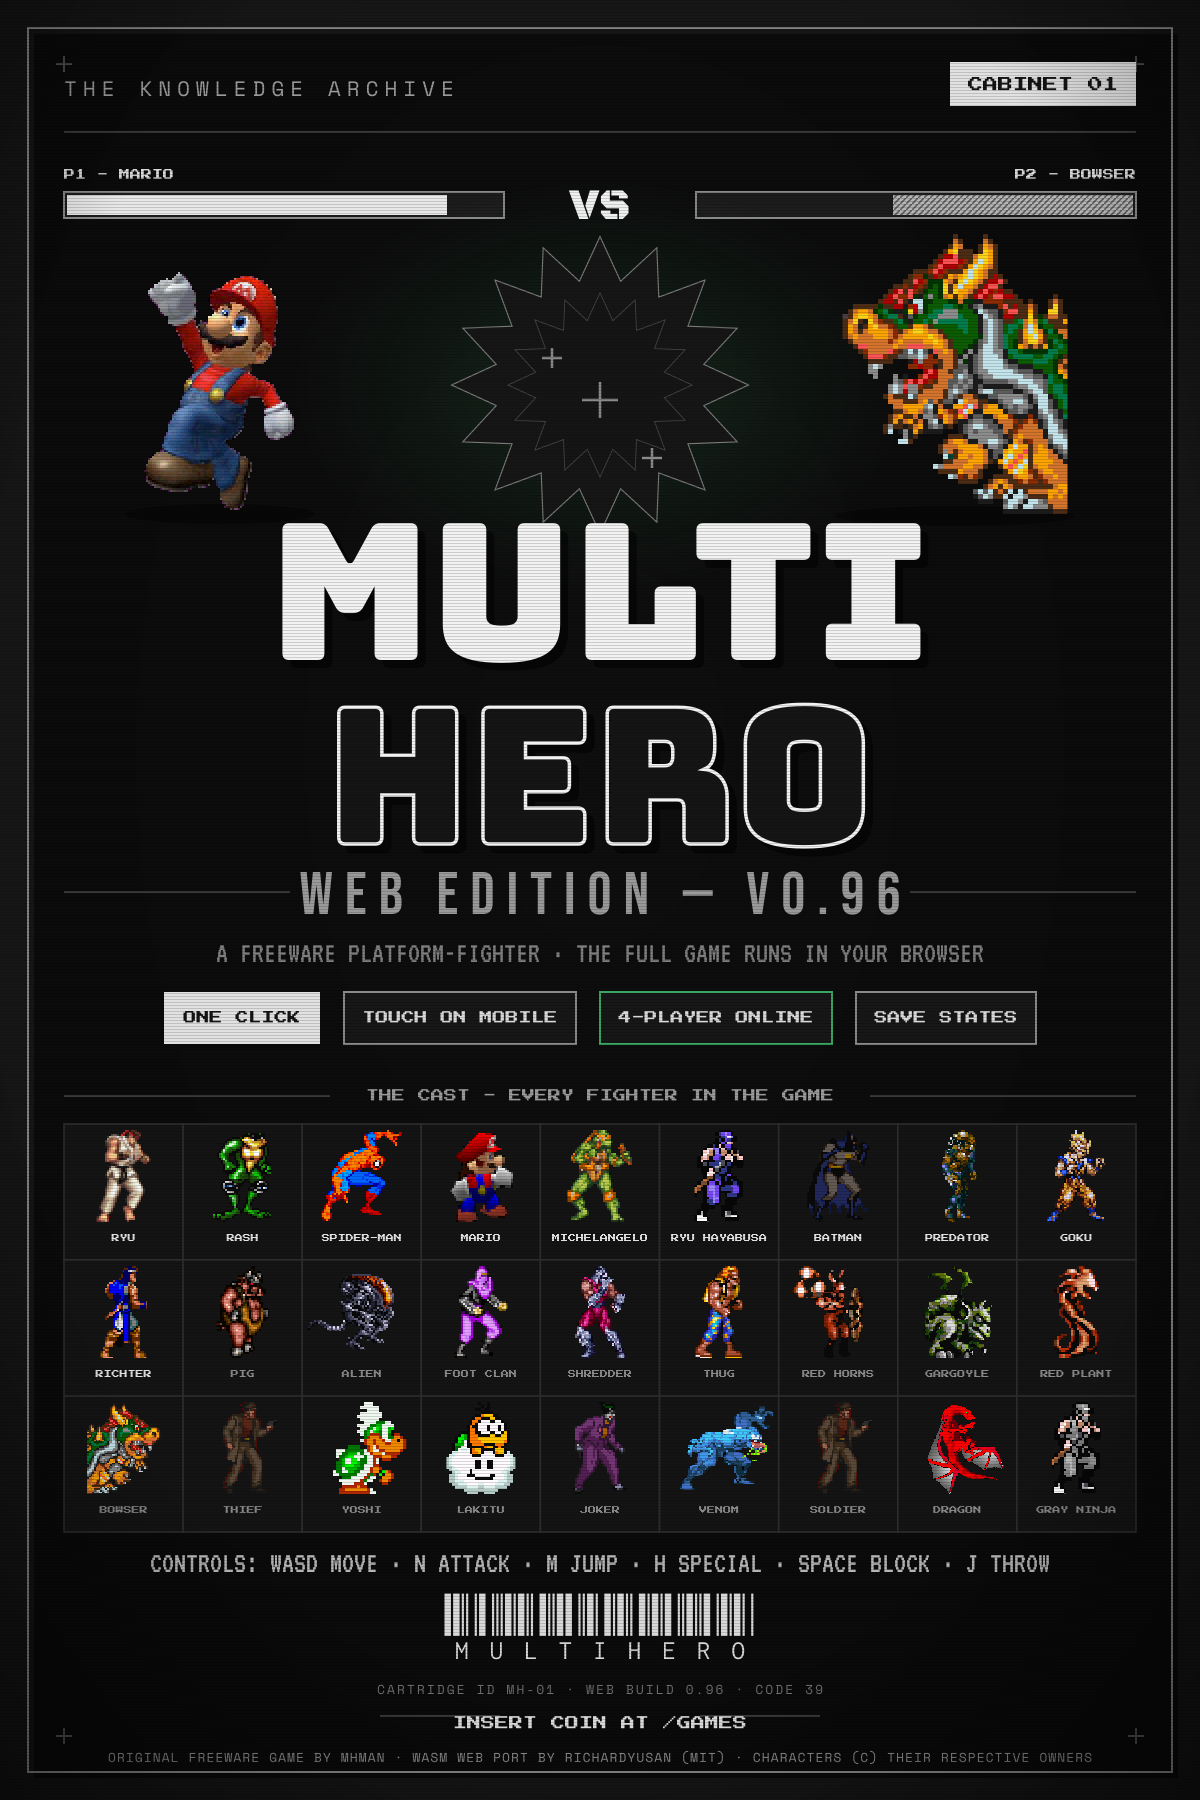 THE KNOWLEDGE ARCHIVE
CABINET 01
P1 - MARIO
VS
P2 - BOWSER
MULTI
HERO
WEB EDITION — V0.96
A FREEWARE PLATFORM-FIGHTER · THE FULL GAME RUNS IN YOUR BROWSER
ONE CLICK
TOUCH ON MOBILE
4-PLAYER ONLINE
SAVE STATES
THE CAST - EVERY FIGHTER IN THE GAME
RYU
RASH
SPIDER-MAN
MARIO
MICHELANGELO
RYU HAYABUSA
BATMAN
PREDATOR
GOKU
RICHTER
PIG
ALIEN
FOOT CLAN
SHREDDER
THUG
RED HORNS
GARGOYLE
RED PLANT
BOWSER
THIEF
YOSHI
LAKITU
JOKER
VENOM
SOLDIER
DRAGON
GRAY NINJA
CONTROLS: WASD MOVE · N ATTACK · M JUMP · H SPECIAL · SPACE BLOCK · J THROW
MULTIHERO
CARTRIDGE ID MH-01 · WEB BUILD 0.96 · CODE 39
INSERT COIN AT /GAMES
ORIGINAL FREEWARE GAME BY MHMAN · WASM WEB PORT BY RICHARDYUSAN (MIT) · CHARACTERS (C) THEIR RESPECTIVE OWNERS